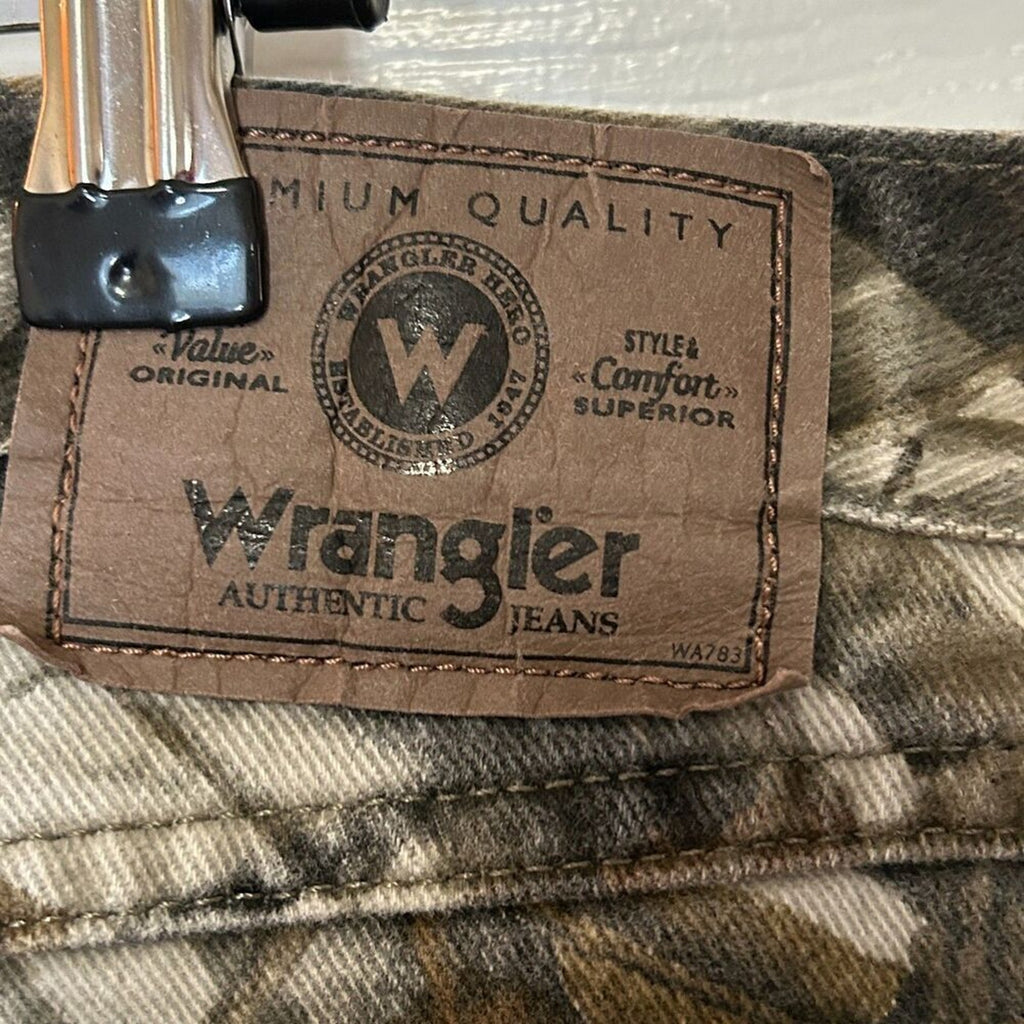 MIUM QUALITY
«Value»
ORIGINAL
WRANGLER HERO
ESTABLISHED 1947
W
STYLE &
«Comfort»
SUPERIOR
Wrangler®
AUTHENTIC JEANS
WA783